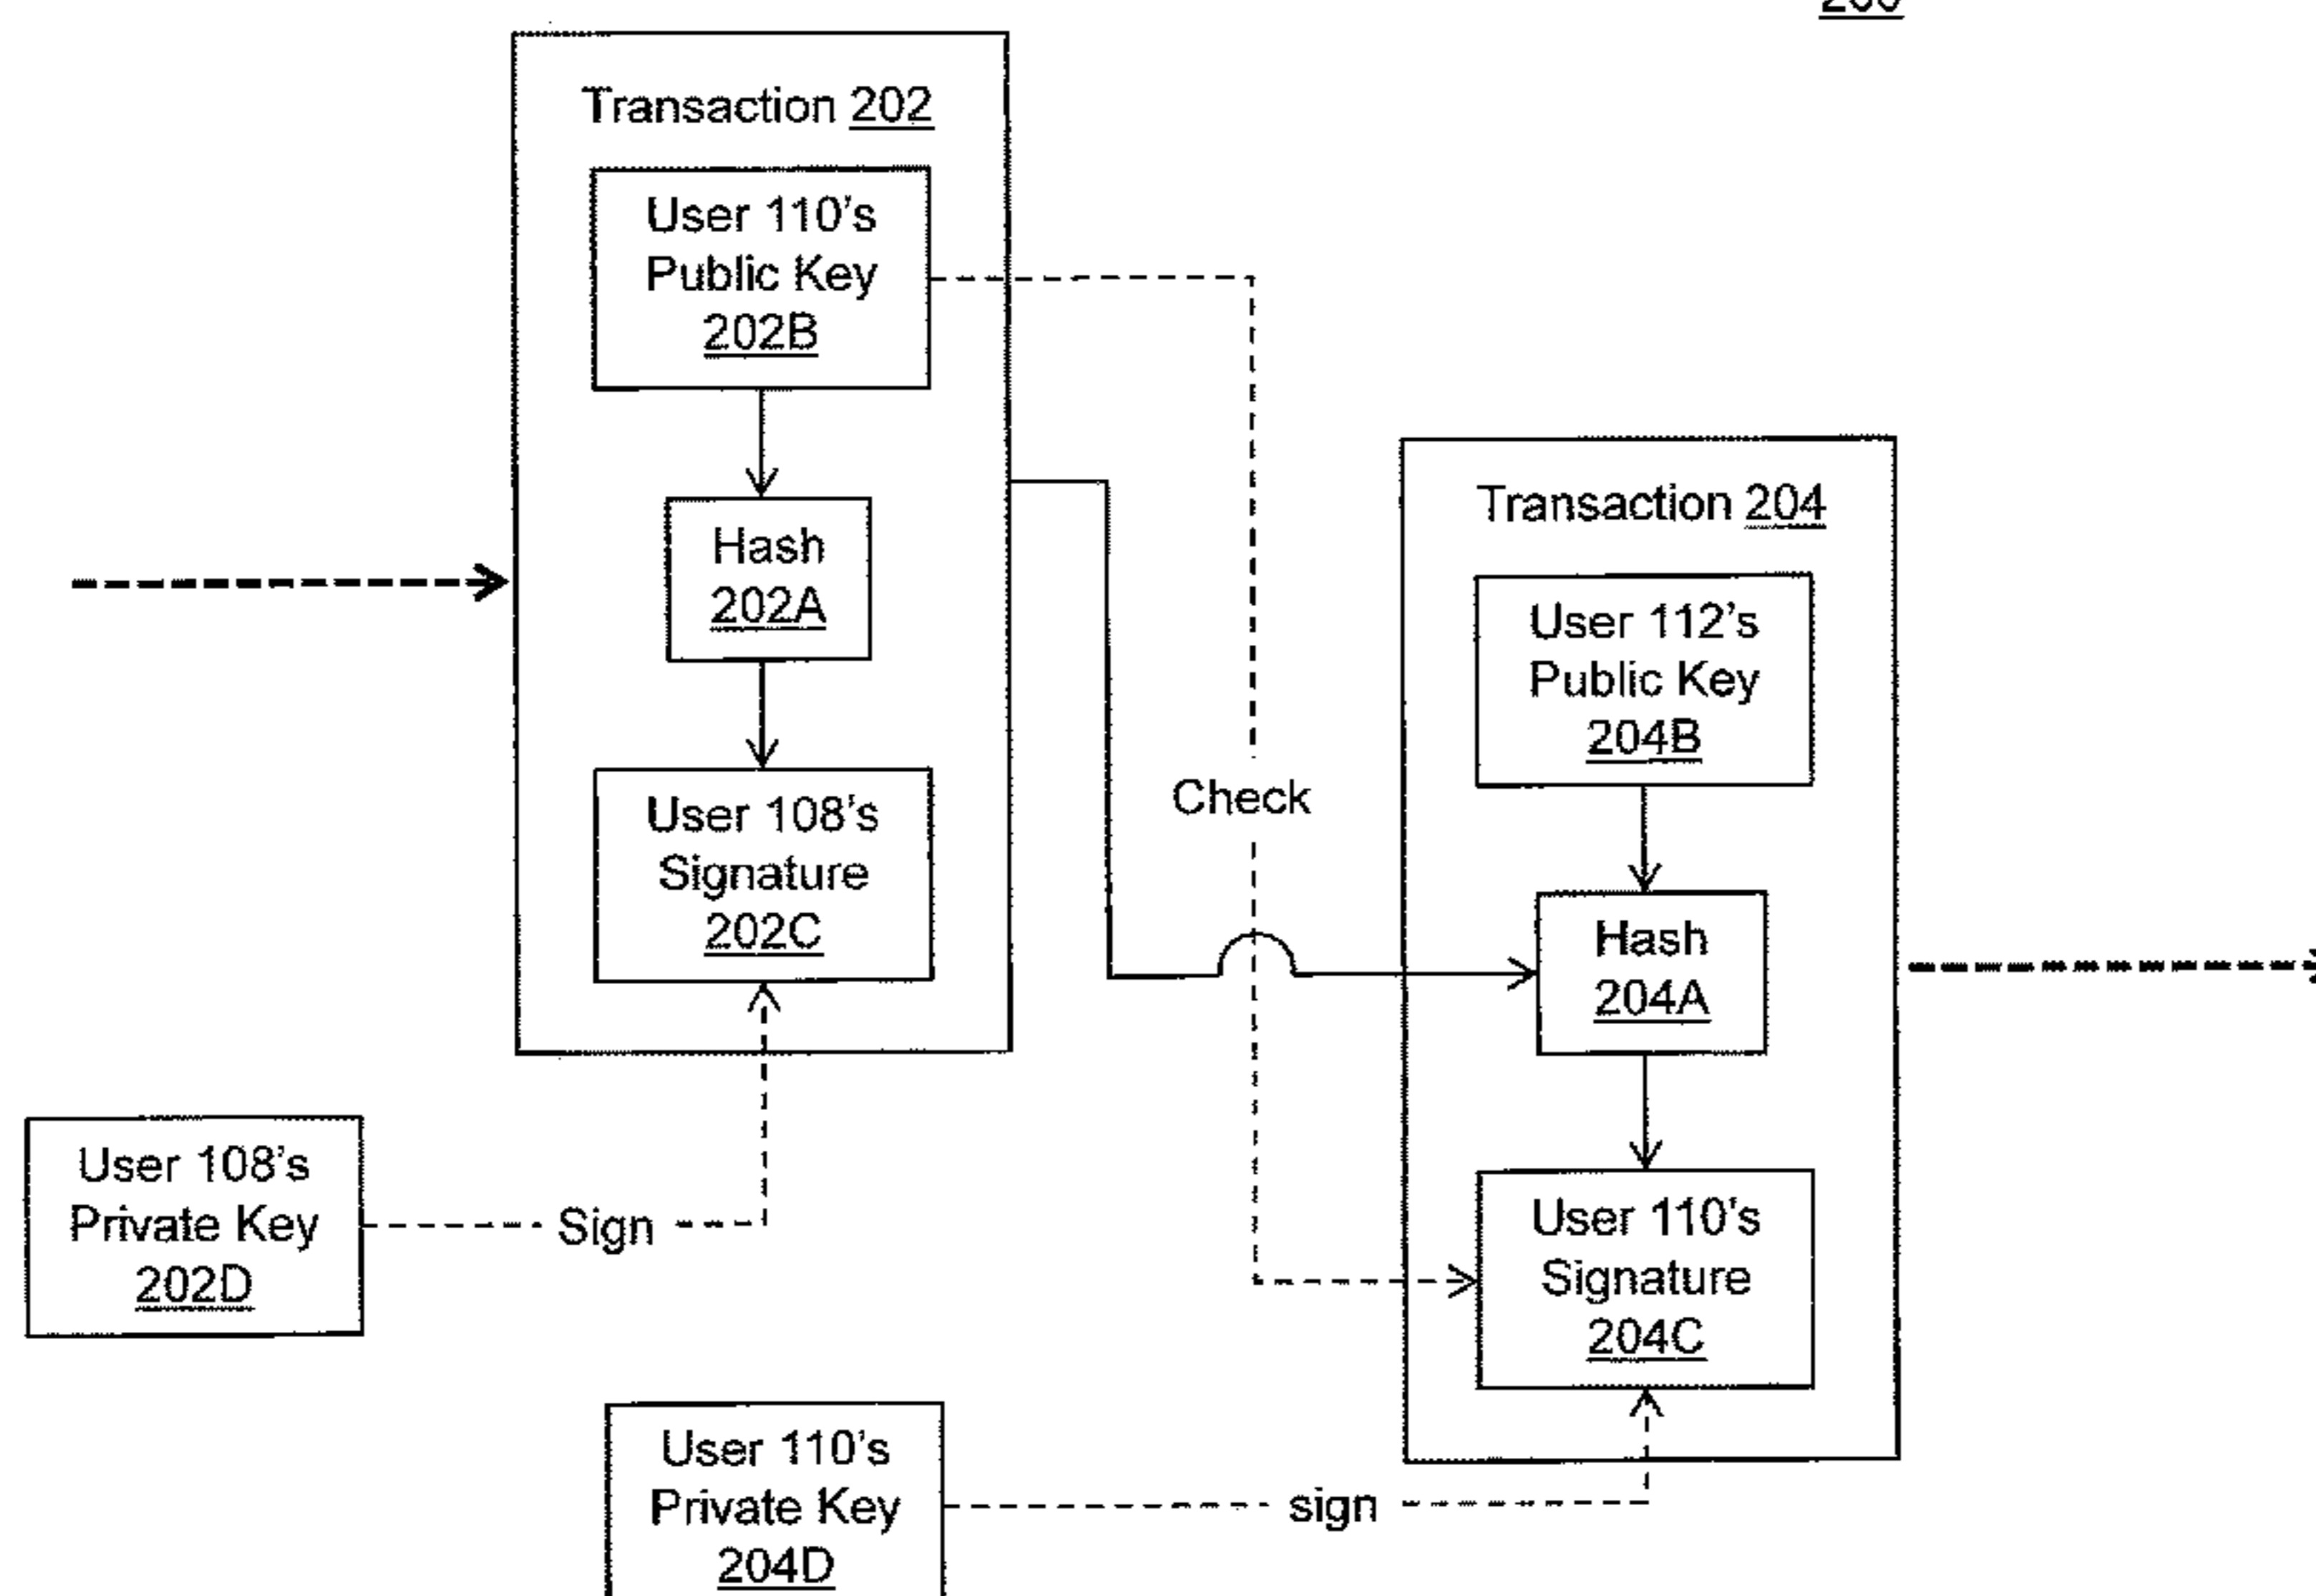 Transaction 202
User 110's
Public Key
202B
Hash
202A
User 108's
Signature
202C
Check
Transaction 204
User 112's
Public Key
204B
Hash
204A
User 110's
Signature
204C
User 108's
Private Key
202D
Sign
User 110's
Private Key
204D
sign